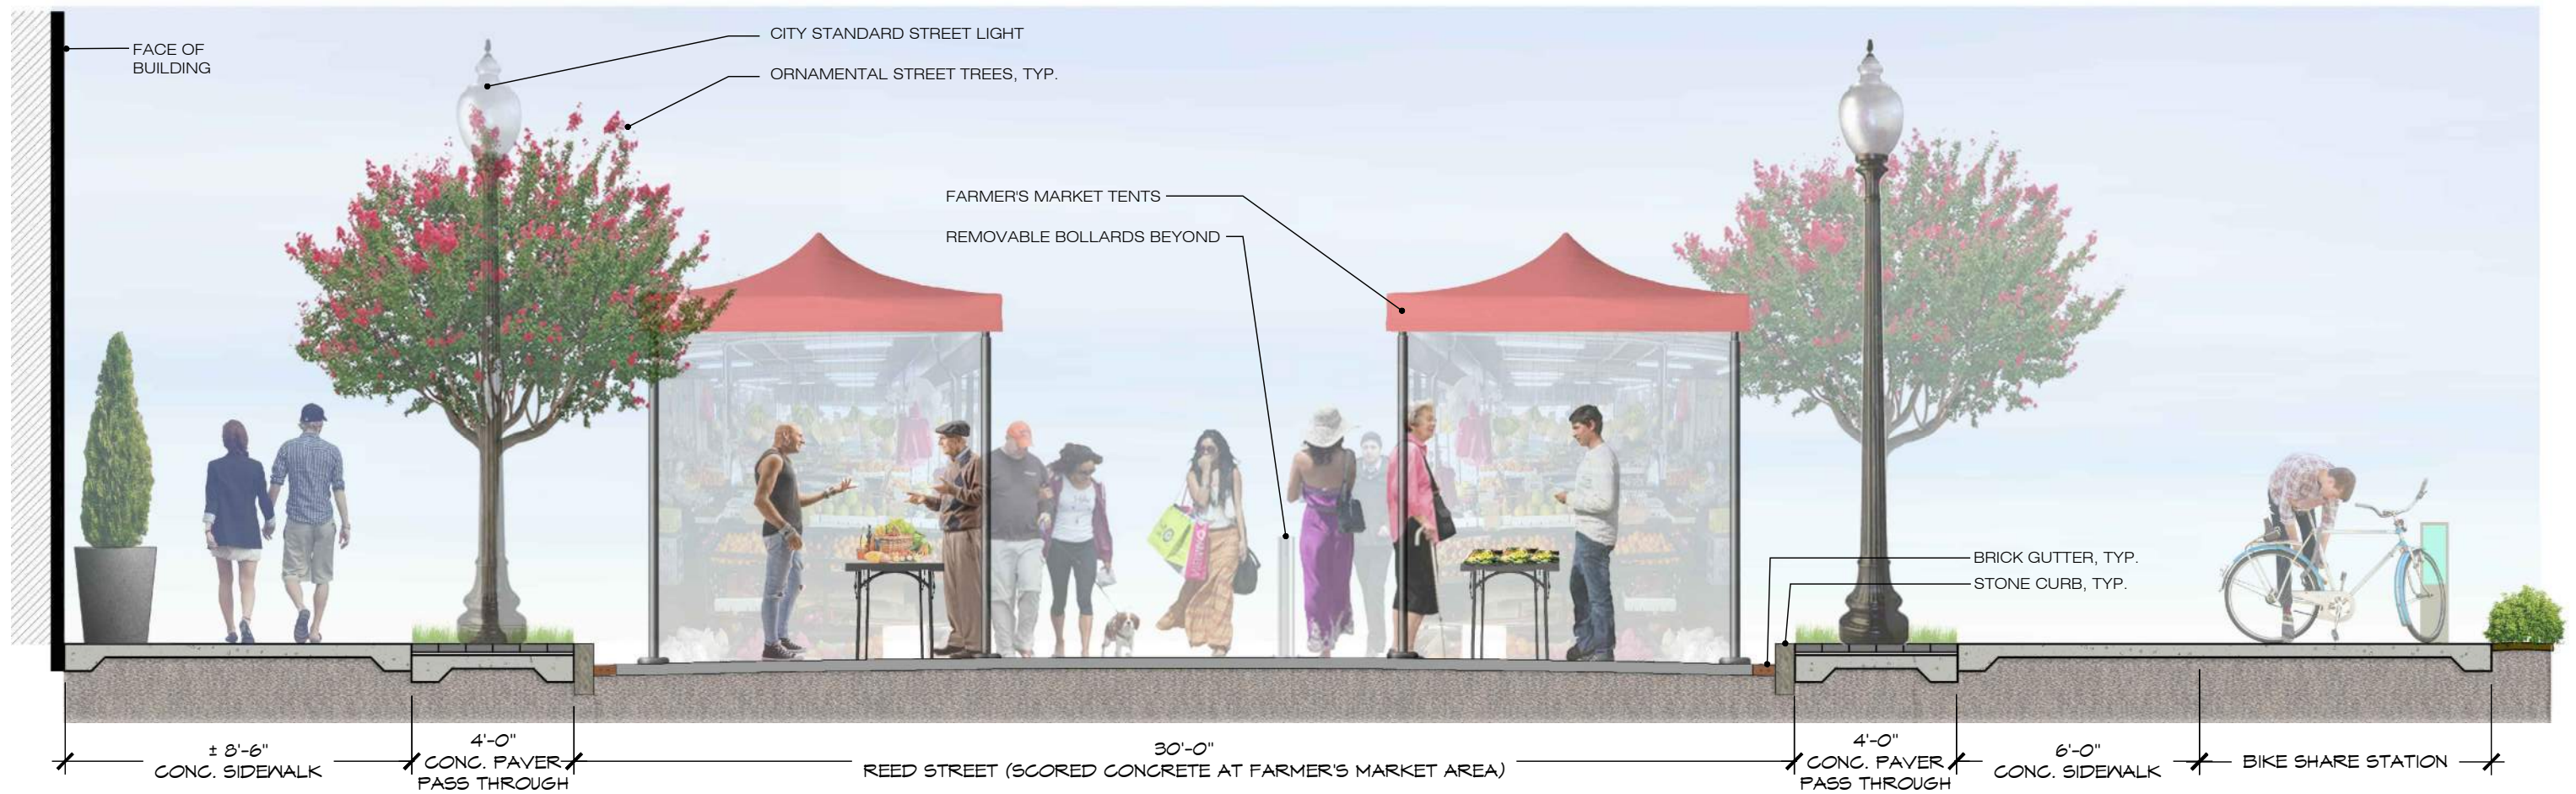 FACE OF
BUILDING
CITY STANDARD STREET LIGHT
ORNAMENTAL STREET TREES, TYP.
FARMER'S MARKET TENTS
REMOVABLE BOLLARDS BEYOND
BRICK GUTTER, TYP.
STONE CURB, TYP.
± 8'-6"
CONC. SIDEWALK
4'-0"
CONC. PAVER
PASS THROUGH
30'-0"
REED STREET (SCORED CONCRETE AT FARMER'S MARKET AREA)
4'-0"
CONC. PAVER
PASS THROUGH
6'-0"
CONC. SIDEWALK
BIKE SHARE STATION